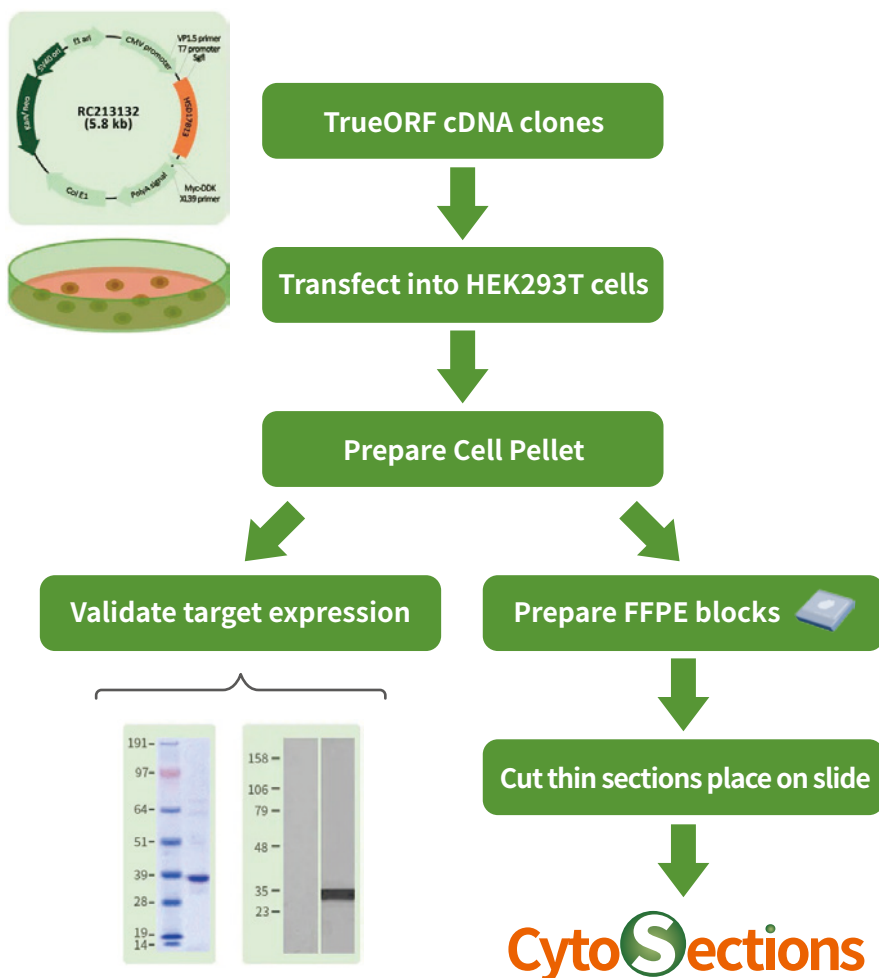 f1 ori
CMV promoter
VP1.5 primer
T7 promoter
SgfI
SV40 ori
RC213132
(5.8 kb)
HSD17B13
Kan/Neo
Myc-DDK
XL39 primer
PolyA signal
Col E1
TrueORF cDNA clones
Transfect into HEK293T cells
Prepare Cell Pellet
Validate target expression
Prepare FFPE blocks
Cut thin sections place on slide
191
97
64
51
39
28
19
14
158
106
79
48
35
23
CytoSections